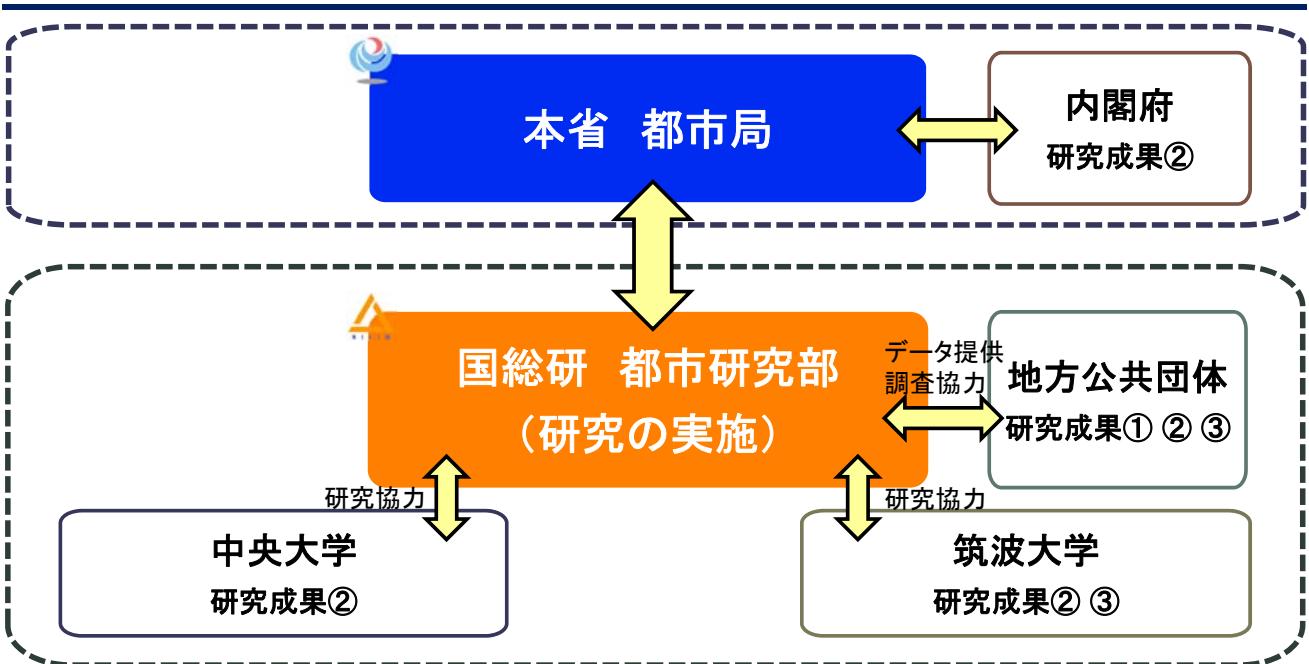 本省 都市局
内閣府
研究成果②
国総研 都市研究部
（研究の実施）
データ提供
調査協力
地方公共団体
研究成果① ② ③
研究協力
研究協力
中央大学
研究成果②
筑波大学
研究成果② ③